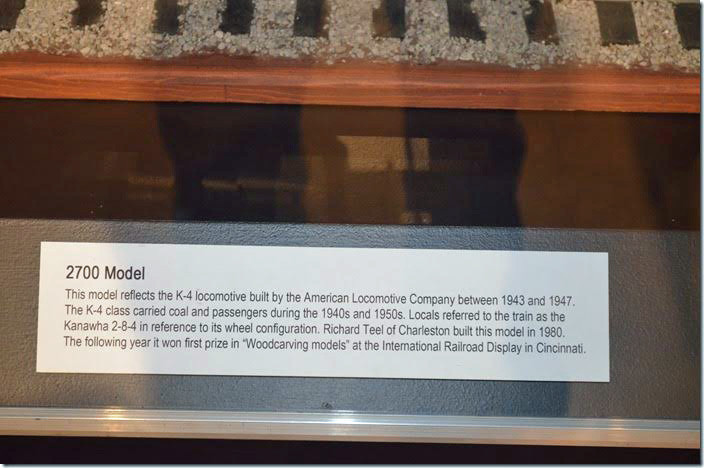 2700 Model
This model reflects the K-4 locomotive built by the American Locomotive Company between 1943 and 1947.
The K-4 class carried coal and passengers during the 1940s and 1950s. Locals referred to the train as the
Kanawha 2-8-4 in reference to its wheel configuration. Richard Teel of Charleston built this model in 1980.
The following year it won first prize in “Woodcarving models” at the International Railroad Display in Cincinnati.